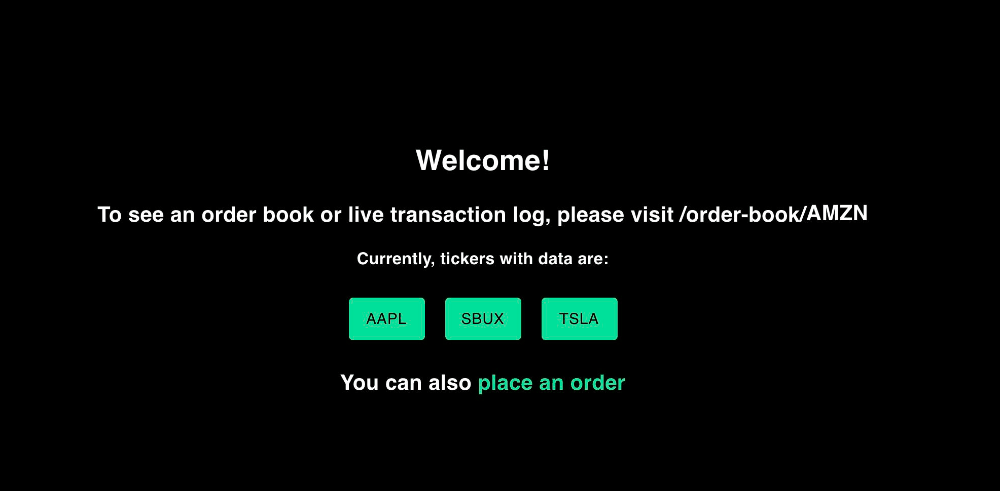 Welcome!
To see an order book or live transaction log, please visit /order-book/AMZN
Currently, tickers with data are:
AAPL SBUX TSLA
You can also place an order